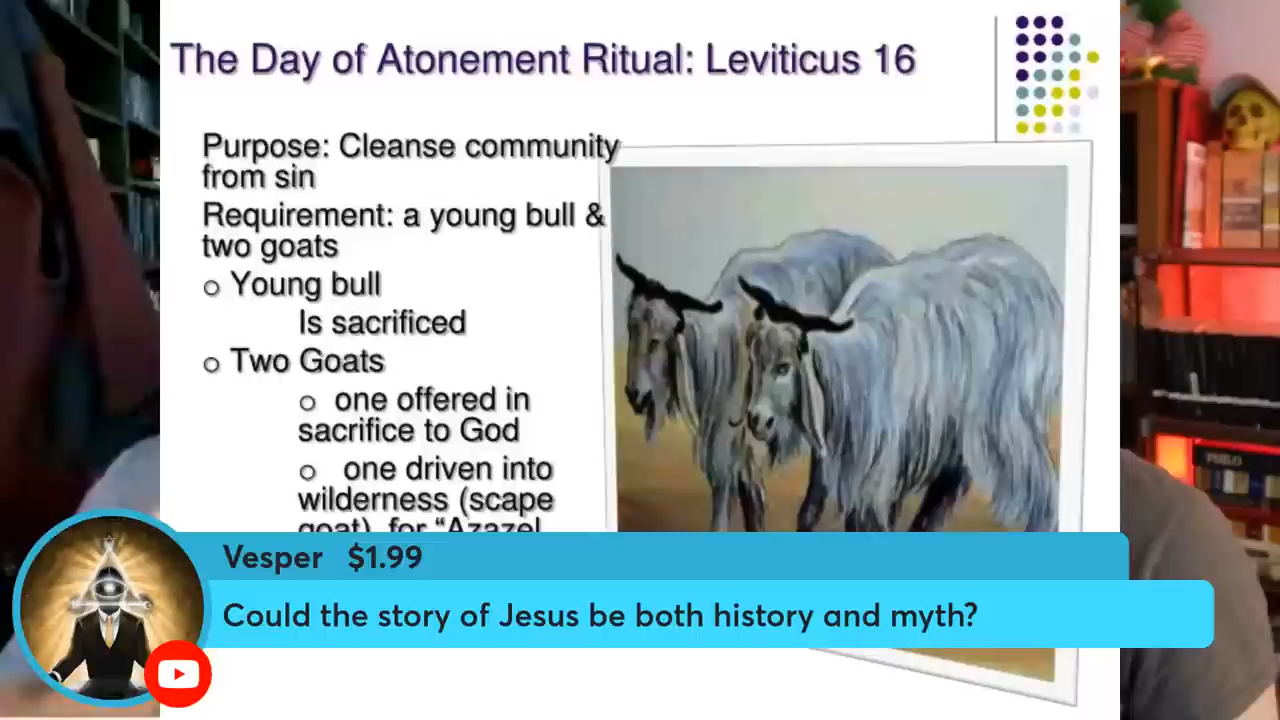 The Day of Atonement Ritual: Leviticus 16
Purpose: Cleanse community
from sin
Requirement: a young bull &
two goats
o Young bull
Is sacrificed
o Two Goats
o one offered in
sacrifice to God
o one driven into
wilderness (scape
goat), for “Azazel
Vesper $1.99
Could the story of Jesus be both history and myth?
PHILO